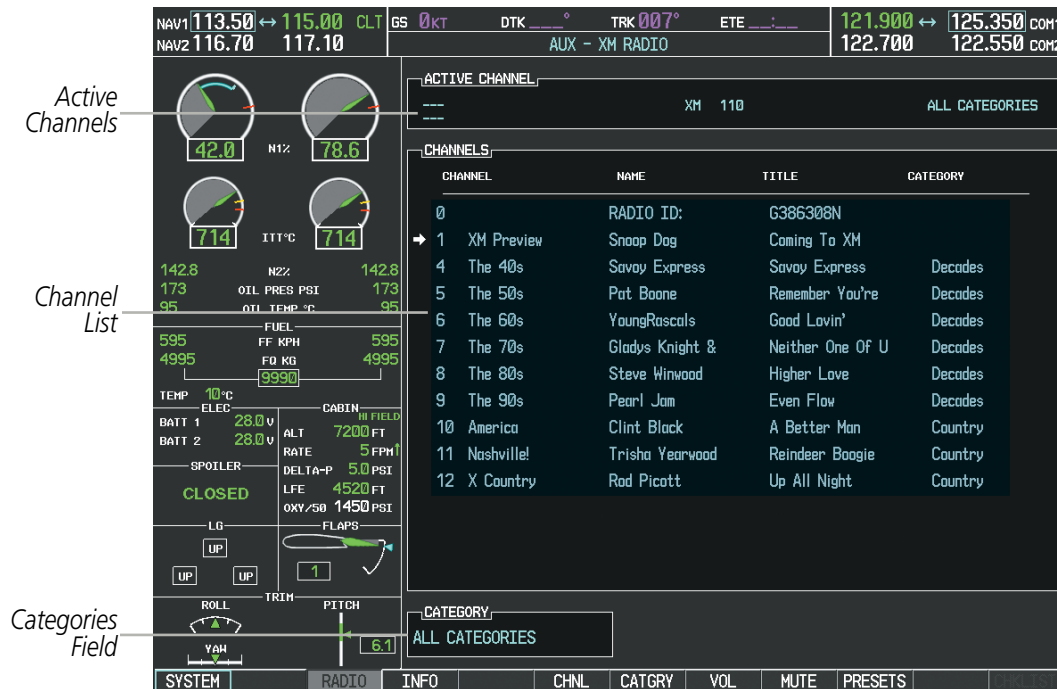 NAV1 113.50 ↔ 115.00 CLT
NAV2 116.70 117.10
GS 0KT DTK ___° TRK 007° ETE __:__
AUX - XM RADIO
121.900 ↔ 125.350 COM1
122.700 122.550 COM2
Active
Channels
Channel
List
Categories
Field
42.0 N1% 78.6
714 ITT°C 714
142.8 N2% 142.8
173 OIL PRES PSI 173
95 OIL TEMP °C 95
FUEL
595 FF KPH 595
4995 FQ KG 4995
9990
TEMP 10°C
ELEC
BATT 1 28.0 V
BATT 2 28.0 V
SPOILER
CLOSED
CABIN
HI FIELD
ALT 7200 FT
RATE 5 FPM↑
DELTA-P 5.0 PSI
LFE 4520 FT
OXY/50 1450 PSI
LG
UP
UP UP
FLAPS
1
TRIM
ROLL PITCH
YAW
6.1
ACTIVE CHANNEL
--- XM 110 ALL CATEGORIES
---
CHANNELS
CHANNEL NAME TITLE CATEGORY
0 RADIO ID: G386308N
1 XM Preview Snoop Dog Coming To XM
4 The 40s Savoy Express Savoy Express Decades
5 The 50s Pat Boone Remember You're Decades
6 The 60s YoungRascals Good Lovin' Decades
7 The 70s Gladys Knight & Neither One Of U Decades
8 The 80s Steve Winwood Higher Love Decades
9 The 90s Pearl Jam Even Flow Decades
10 America Clint Black A Better Man Country
11 Nashville! Trisha Yearwood Reindeer Boogie Country
12 X Country Rod Picott Up All Night Country
CATEGORY
ALL CATEGORIES
SYSTEM RADIO INFO CHNL CATGRY VOL MUTE PRESETS CHKLIST